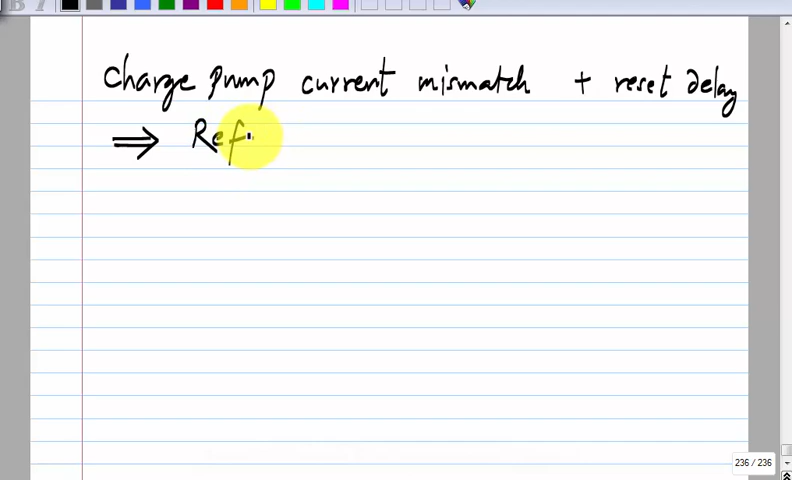 B I
Charge pump current mismatch + reset delay
⇒ Ref
236 / 236